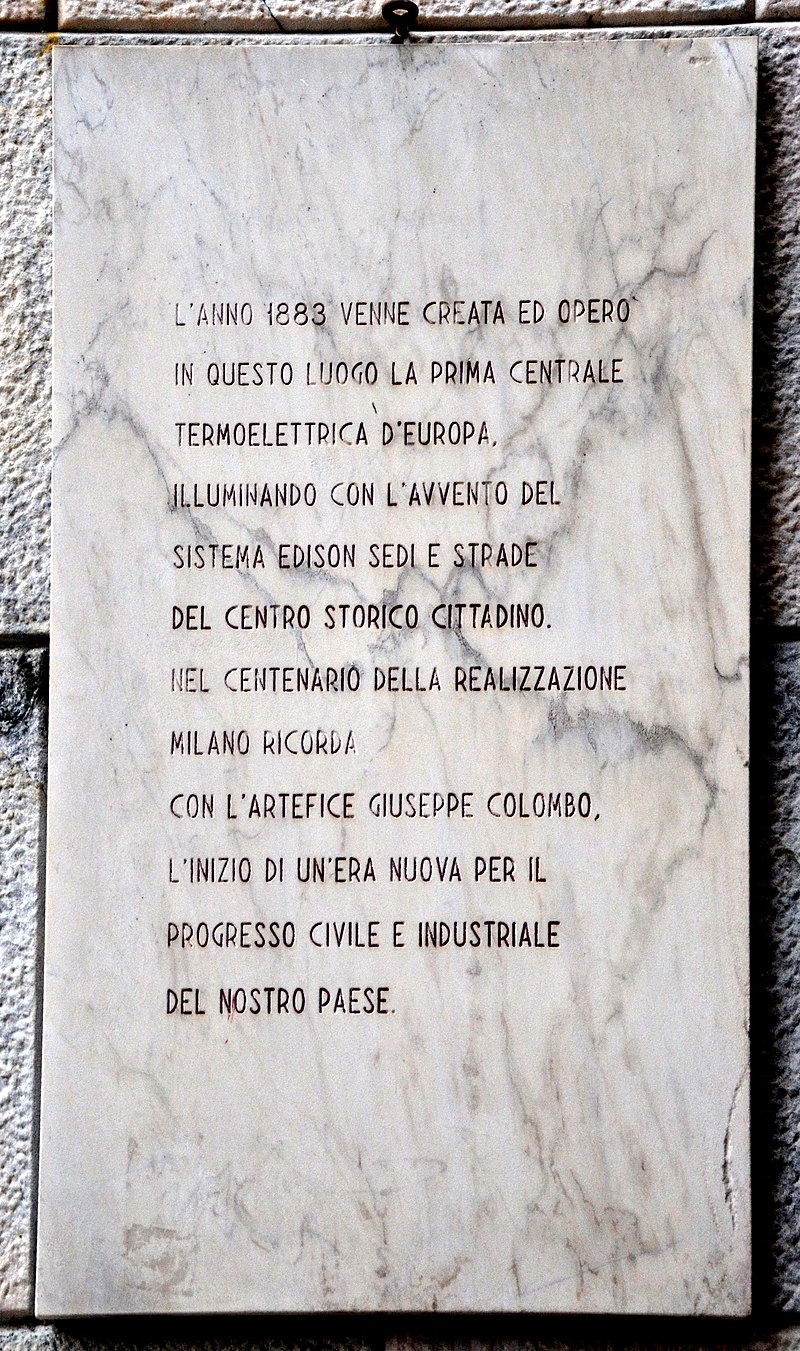 L'ANNO 1883 VENNE CREATA ED OPERÒ
IN QUESTO LUOGO LA PRIMA CENTRALE
TERMOELETTRICA D'EUROPA,
ILLUMINANDO CON L'AVVENTO DEL
SISTEMA EDISON SEDI E STRADE
DEL CENTRO STORICO CITTADINO.
NEL CENTENARIO DELLA REALIZZAZIONE
MILANO RICORDA
CON L'ARTEFICE GIUSEPPE COLOMBO,
L'INIZIO DI UN'ERA NUOVA PER IL
PROGRESSO CIVILE E INDUSTRIALE
DEL NOSTRO PAESE.